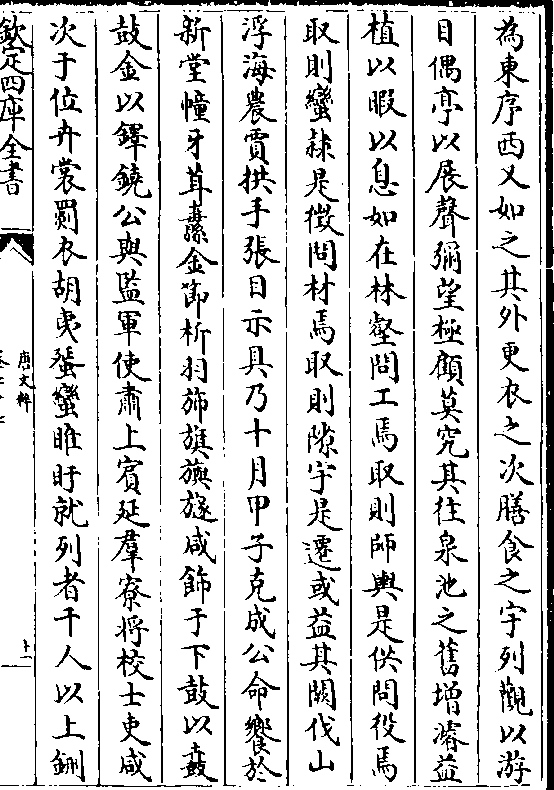 為東序西又如之其外更衣之次膳食之宇列觀以游
目偶亭以展聲彌望極顧莫究其往泉池之舊增濬益
植以暇以息如在林壑問工焉取則師輿是供問役焉
取則蠻隸是徵問材焉取則隙宇是遷或益其闕伐山
浮海農賈拱手張目示具乃十月甲子克成公命饗於
新堂幢牙茸纛金節析羽旂旗旟旞咸飾于下鼓以鼖
鼓金以鐸鐃公與監軍使肅上賓延羣寮將校士吏咸
次于位卉裳罽衣胡夷蜑蠻睢盱就列者千人以上鉶
欽定四庫全書
唐文粹
十一